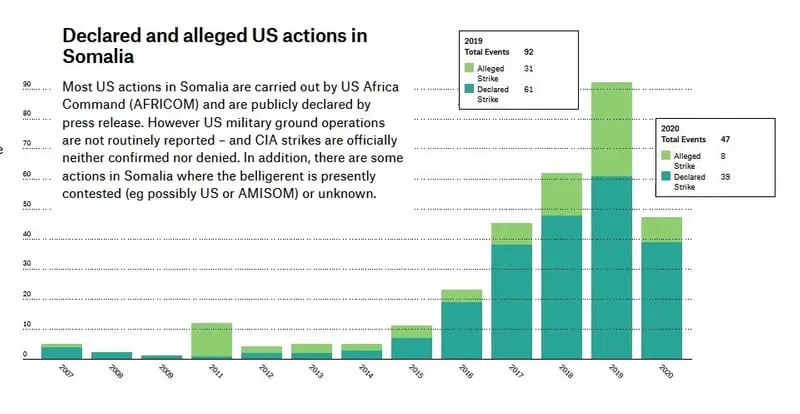 Declared and alleged US actions in
Somalia
Most US actions in Somalia are carried out by US Africa
Command (AFRICOM) and are publicly declared by
press release. However US military ground operations
are not routinely reported – and CIA strikes are officially
neither confirmed nor denied. In addition, there are some
actions in Somalia where the belligerent is presently
contested (eg possibly US or AMISOM) or unknown.
e
2019
Total Events 92
Alleged Strike 31
Declared Strike 61
2020
Total Events 47
Alleged Strike 8
Declared Strike 39
90
80
70
60
50
40
30
20
10
0
2007
2008
2009
2011
2012
2013
2014
2015
2016
2017
2018
2019
2020